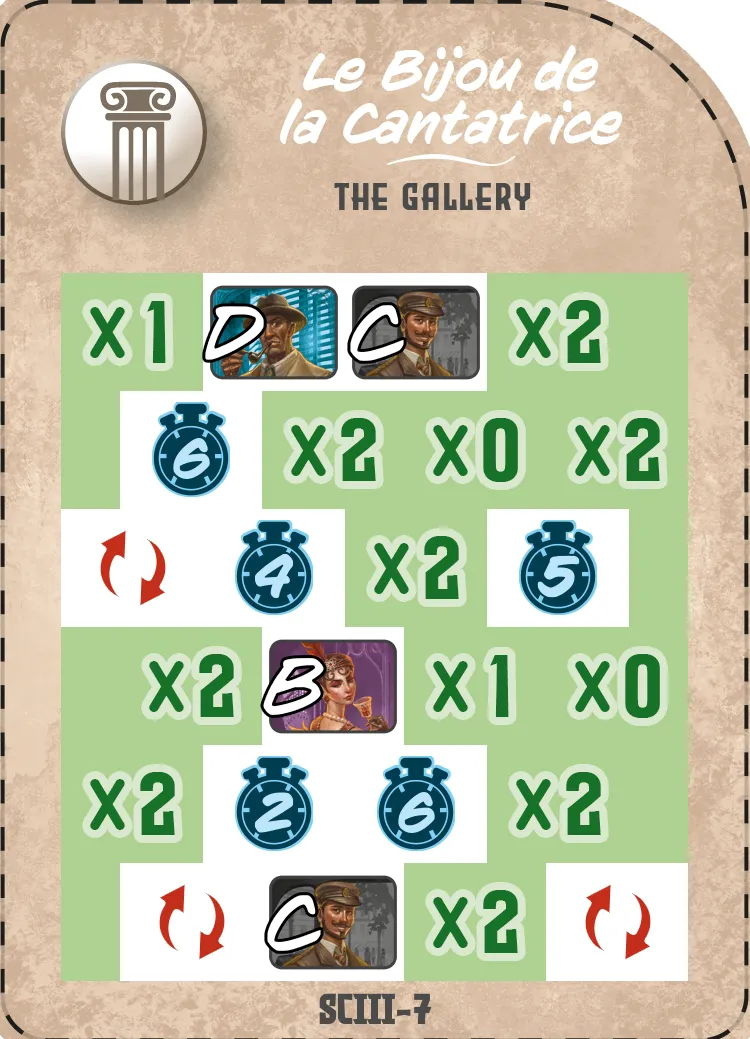 Le Bijou de
la Cantatrice
THE GALLERY
x1 D C x2
6 x2 x0 x2
4 x2 5
x2 B x1 x0
x2 2 6 x2
C x2
SCIII-7